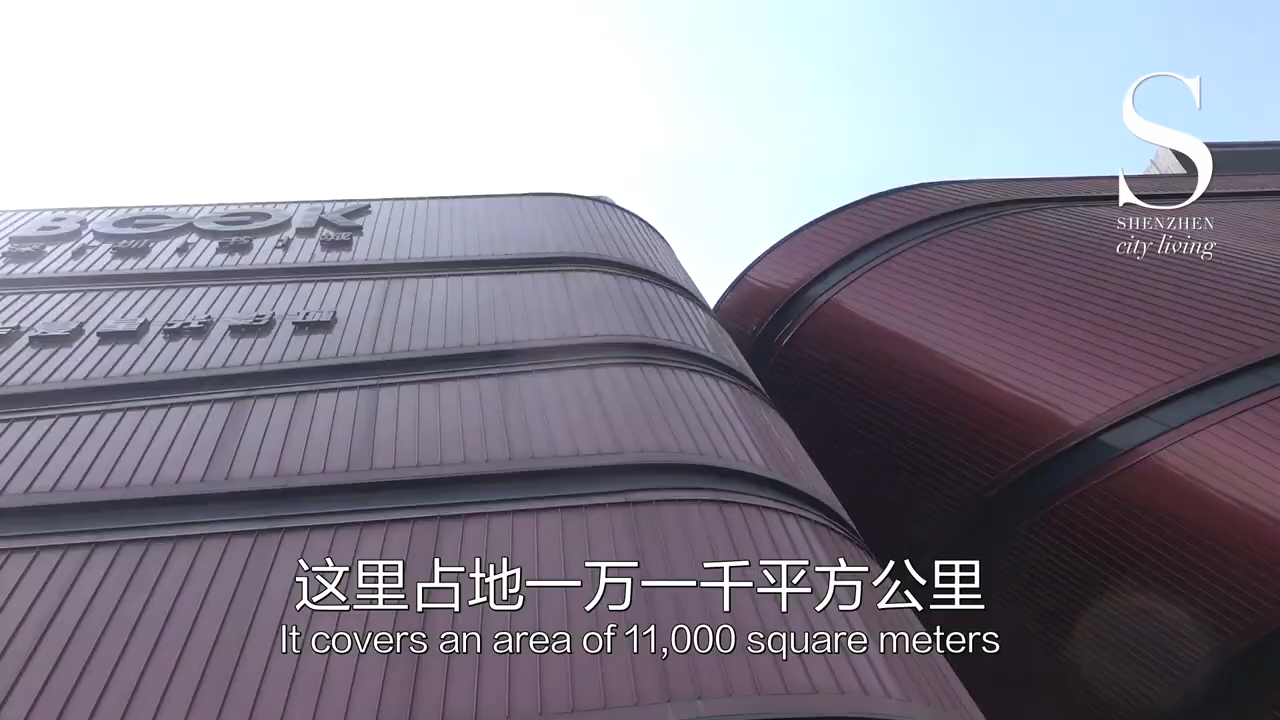 BOOK
S
SHENZHEN
city living
这里占地一万一千平方公里
It covers an area of 11,000 square meters